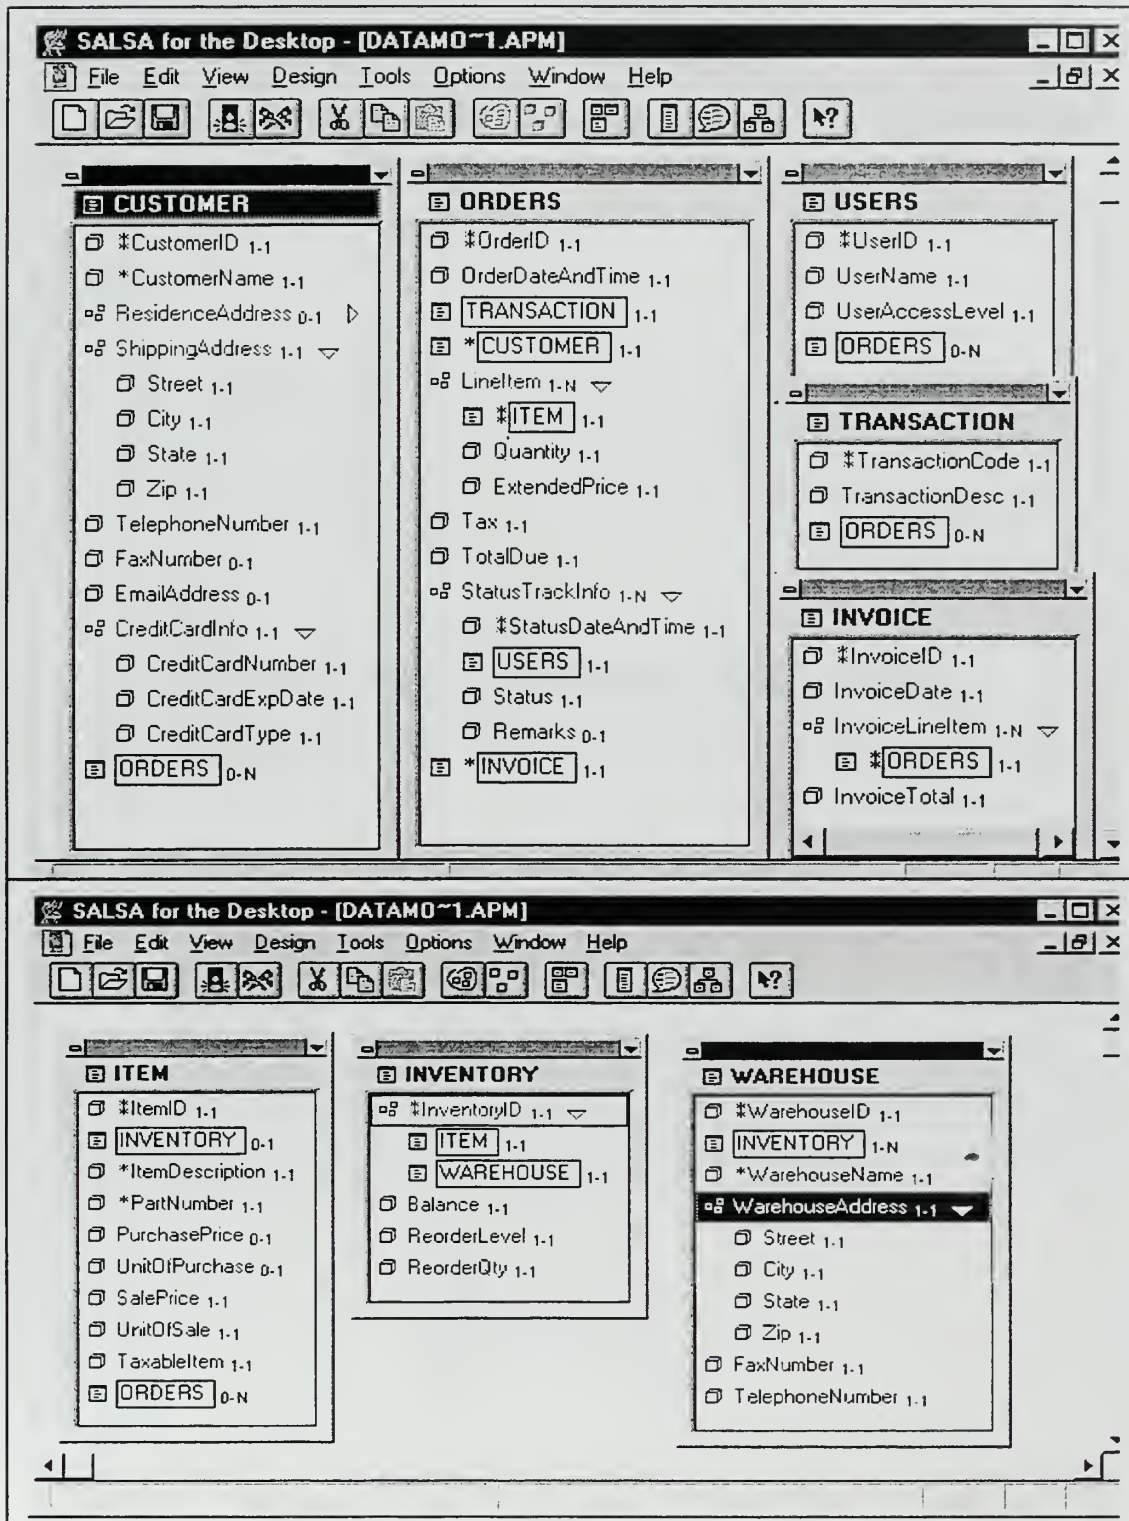 SALSA for the Desktop - [DATAMO~1.APM]
File Edit View Design Tools Options Window Help
CUSTOMER
‡CustomerID 1-1
*CustomerName 1-1
ResidenceAddress 0-1
ShippingAddress 1-1
Street 1-1
City 1-1
State 1-1
Zip 1-1
TelephoneNumber 1-1
FaxNumber 0-1
EmailAddress 0-1
CreditCardInfo 1-1
CreditCardNumber 1-1
CreditCardExpDate 1-1
CreditCardType 1-1
ORDERS 0-N
ORDERS
‡OrderID 1-1
OrderDateAndTime 1-1
TRANSACTION 1-1
*CUSTOMER 1-1
LineItem 1-N
‡ITEM 1-1
Quantity 1-1
ExtendedPrice 1-1
Tax 1-1
TotalDue 1-1
StatusTrackInfo 1-N
‡StatusDateAndTime 1-1
USERS 1-1
Status 1-1
Remarks 0-1
*INVOICE 1-1
USERS
‡UserID 1-1
UserName 1-1
UserAccessLevel 1-1
ORDERS 0-N
TRANSACTION
‡TransactionCode 1-1
TransactionDesc 1-1
ORDERS 0-N
INVOICE
‡InvoiceID 1-1
InvoiceDate 1-1
InvoiceLineItem 1-N
‡ORDERS 1-1
InvoiceTotal 1-1
SALSA for the Desktop - [DATAMO~1.APM]
File Edit View Design Tools Options Window Help
ITEM
‡ItemID 1-1
INVENTORY 0-1
*ItemDescription 1-1
*PartNumber 1-1
PurchasePrice 0-1
UnitOfPurchase 0-1
SalePrice 1-1
UnitOfSale 1-1
TaxableItem 1-1
ORDERS 0-N
INVENTORY
‡InventoryID 1-1
ITEM 1-1
WAREHOUSE 1-1
Balance 1-1
ReorderLevel 1-1
ReorderQty 1-1
WAREHOUSE
‡WarehouseID 1-1
INVENTORY 1-N
*WarehouseName 1-1
WarehouseAddress 1-1
Street 1-1
City 1-1
State 1-1
Zip 1-1
FaxNumber 1-1
TelephoneNumber 1-1